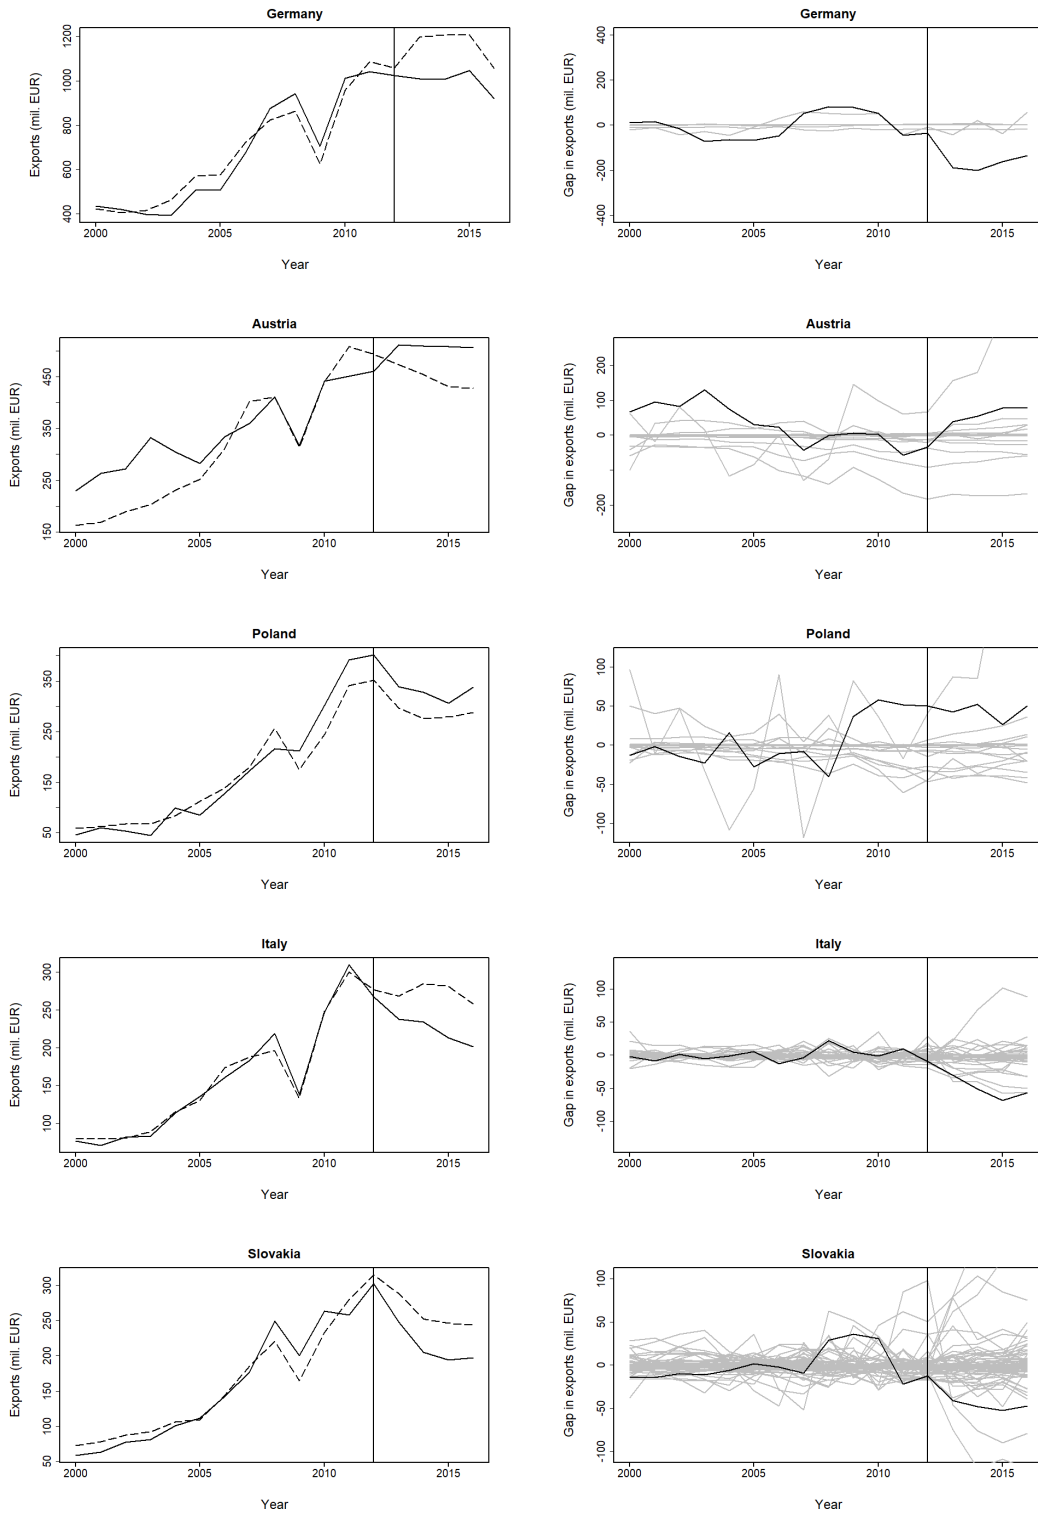 Germany
Exports (mil. EUR)
400
600
800
1000
1200
2000
2005
2010
2015
Year
Germany
Gap in exports (mil. EUR)
-400
-200
0
200
400
2000
2005
2010
2015
Year
Austria
Exports (mil. EUR)
150
250
350
450
2000
2005
2010
2015
Year
Austria
Gap in exports (mil. EUR)
-200
0
100
200
2000
2005
2010
2015
Year
Poland
Exports (mil. EUR)
50
150
250
350
2000
2005
2010
2015
Year
Poland
Gap in exports (mil. EUR)
-100
-50
0
50
100
2000
2005
2010
2015
Year
Italy
Exports (mil. EUR)
100
150
200
250
300
2000
2005
2010
2015
Year
Italy
Gap in exports (mil. EUR)
-100
-50
0
50
100
2000
2005
2010
2015
Year
Slovakia
Exports (mil. EUR)
50
100
150
200
250
300
2000
2005
2010
2015
Year
Slovakia
Gap in exports (mil. EUR)
-100
-50
0
50
100
2000
2005
2010
2015
Year